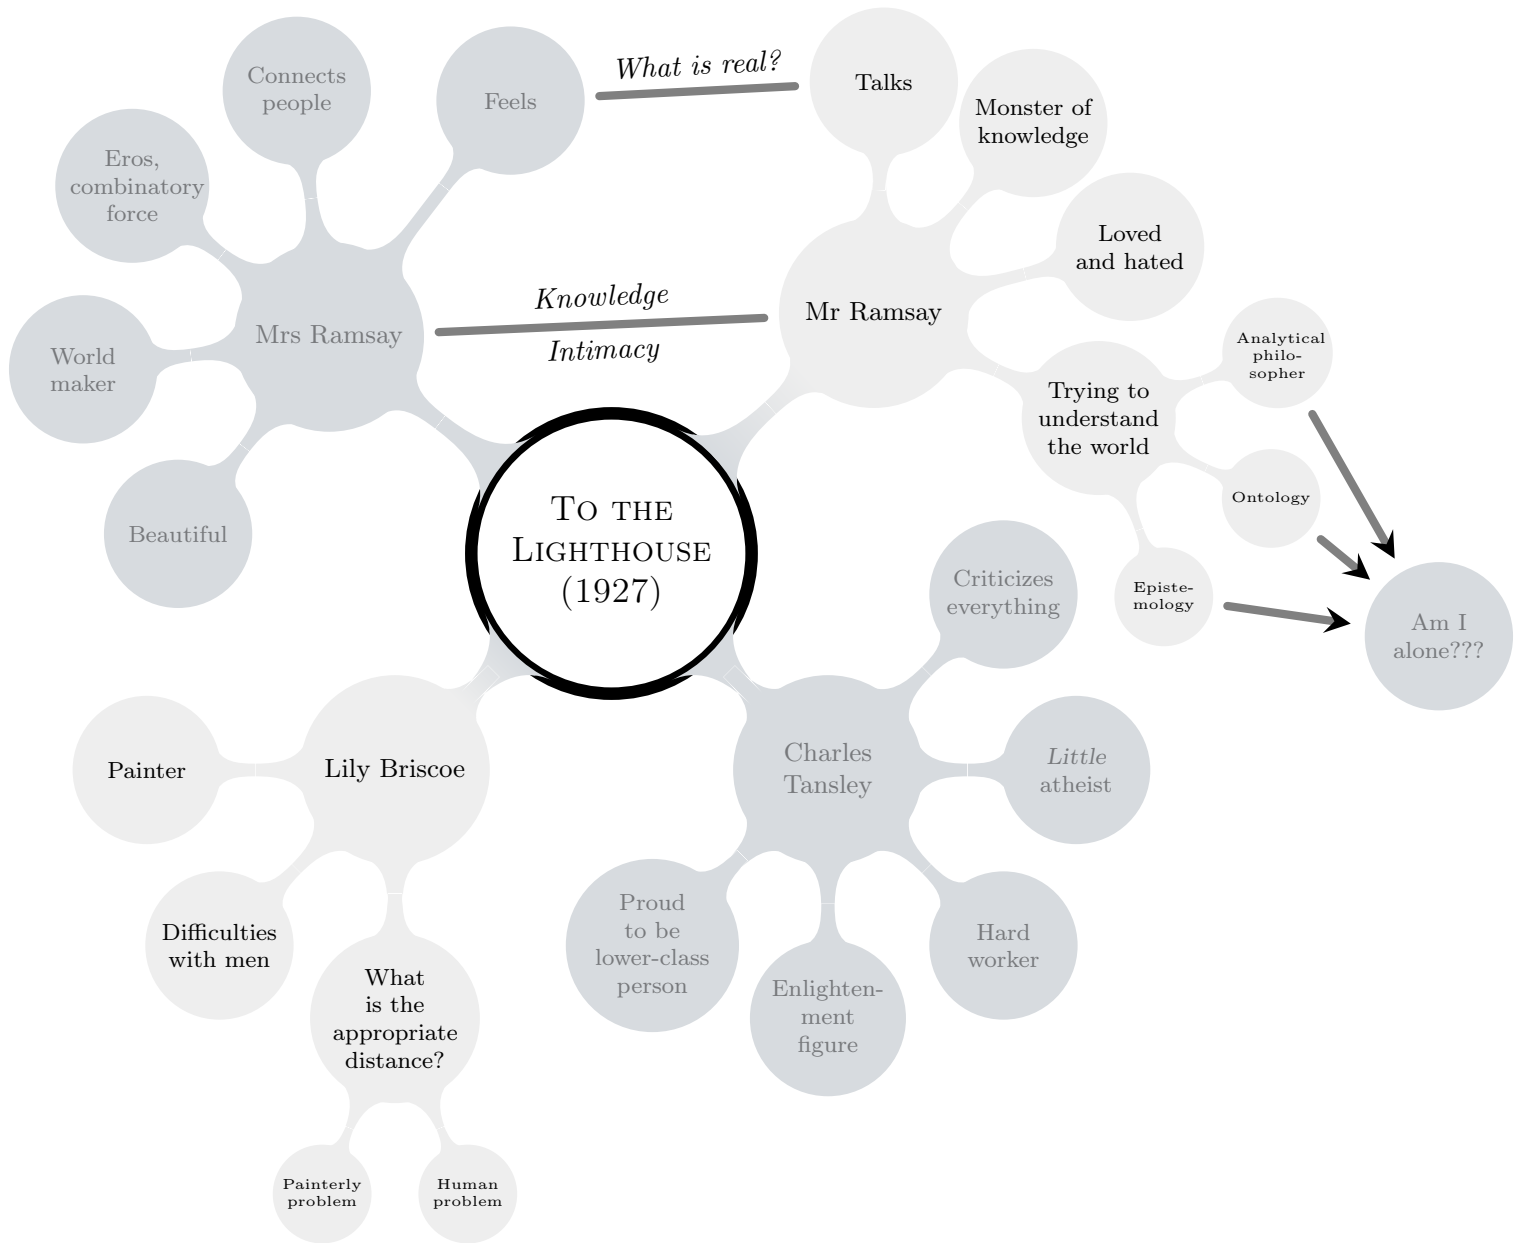 Connects
people
Feels
What is real?
Talks
Monster of
knowledge
Eros,
combinatory
force
Loved
and hated
Mrs Ramsay
Knowledge
Intimacy
Mr Ramsay
World
maker
Analytical
philo-
sopher
Trying to
understand
the world
Beautiful
To the
Lighthouse
(1927)
Ontology
Criticizes
everything
Episte-
mology
Am I
alone???
Painter
Lily Briscoe
Charles
Tansley
Little
atheist
Difficulties
with men
What
is the
appropriate
distance?
Proud
to be
lower-class
person
Enlighten-
ment
figure
Hard
worker
Painterly
problem
Human
problem